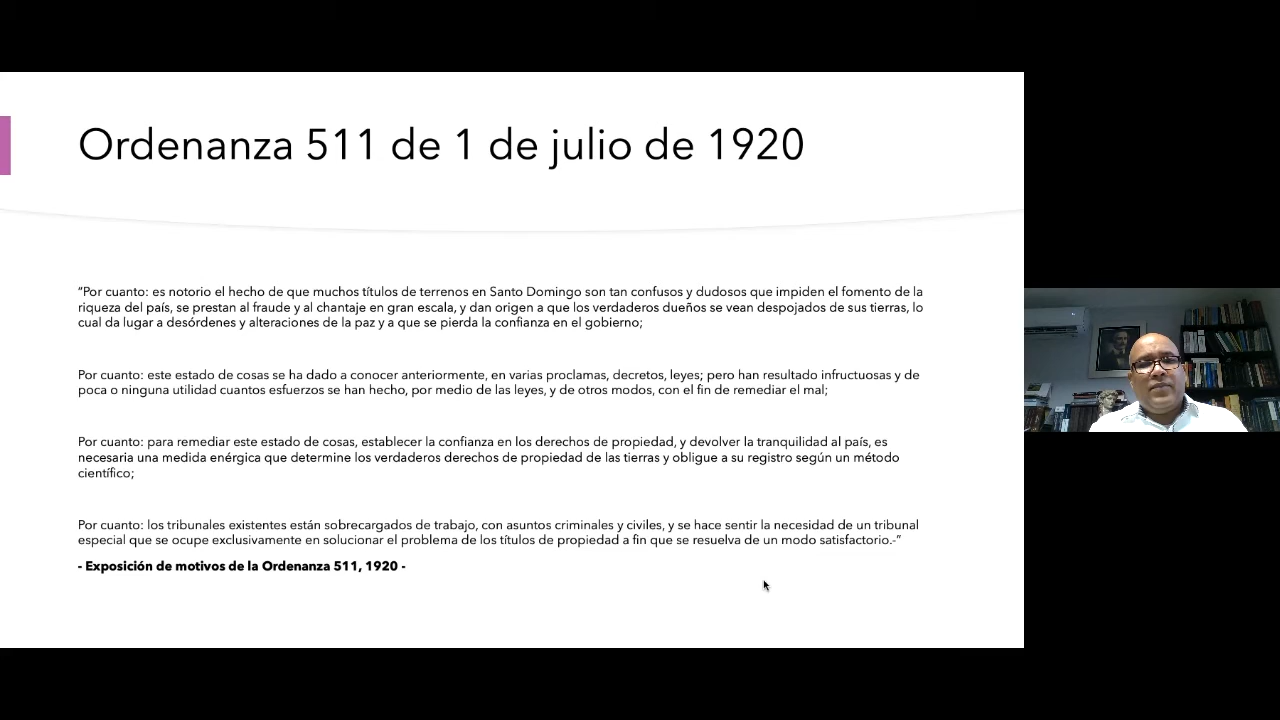 Ordenanza 511 de 1 de julio de 1920
“Por cuanto: es notorio el hecho de que muchos títulos de terrenos en Santo Domingo son tan confusos y dudosos que impiden el fomento de la
riqueza del país, se prestan al fraude y al chantaje en gran escala, y dan origen a que los verdaderos dueños se vean despojados de sus tierras, lo
cual da lugar a desórdenes y alteraciones de la paz y a que se pierda la confianza en el gobierno;
Por cuanto: este estado de cosas se ha dado a conocer anteriormente, en varias proclamas, decretos, leyes; pero han resultado infructuosas y de
poca o ninguna utilidad cuantos esfuerzos se han hecho, por medio de las leyes, y de otros modos, con el fin de remediar el mal;
Por cuanto: para remediar este estado de cosas, establecer la confianza en los derechos de propiedad, y devolver la tranquilidad al país, es
necesaria una medida enérgica que determine los verdaderos derechos de propiedad de las tierras y obligue a su registro según un método
científico;
Por cuanto: los tribunales existentes están sobrecargados de trabajo, con asuntos criminales y civiles, y se hace sentir la necesidad de un tribunal
especial que se ocupe exclusivamente en solucionar el problema de los títulos de propiedad a fin que se resuelva de un modo satisfactorio.-”
- Exposición de motivos de la Ordenanza 511, 1920 -